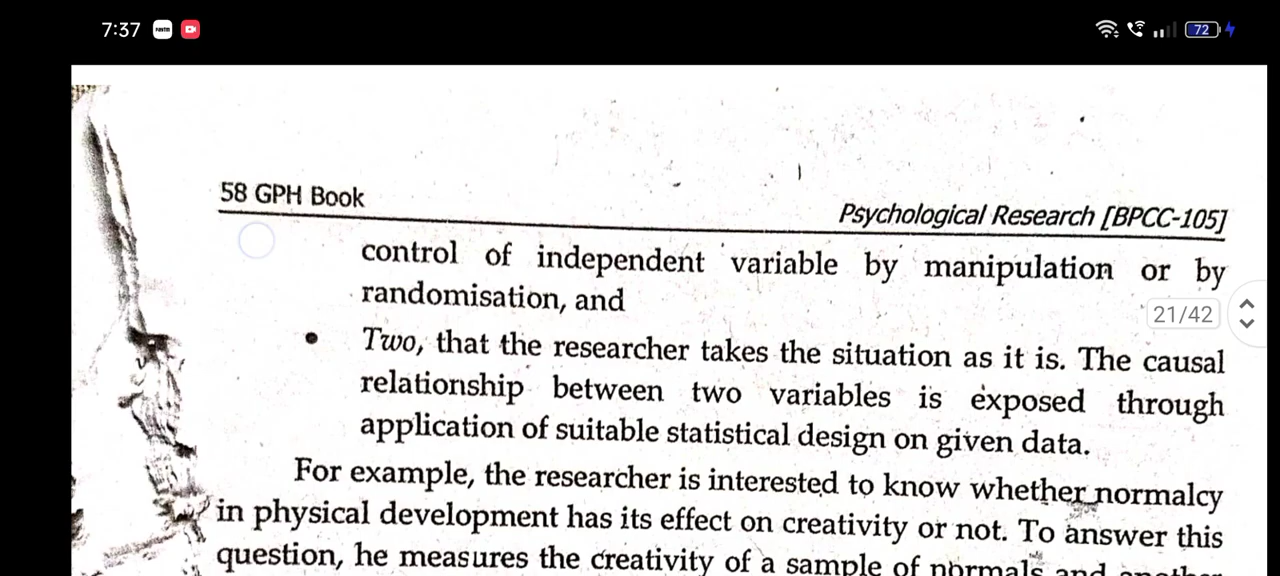 7:37 Paytm 72
58 GPH Book
Psychological Research [BPCC-105]
control of independent variable by manipulation or by
randomisation, and
21/42
• Two, that the researcher takes the situation as it is. The causal
relationship between two variables is exposed through
application of suitable statistical design on given data.
For example, the researcher is interested to know whether normalcy
in physical development has its effect on creativity or not. To answer this
question, he measures the creativity of a sample of normals and another